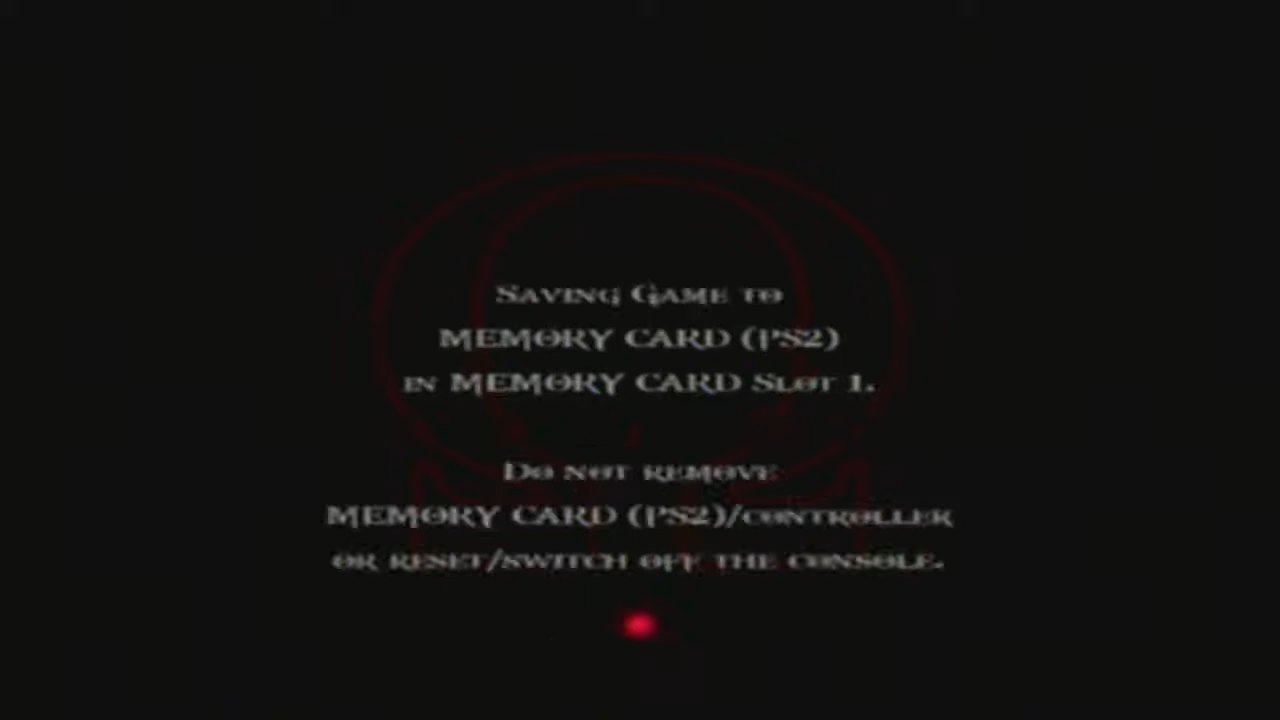 Saving Game to
MEMORY CARD (PS2)
in MEMORY CARD Slot 1.
Do not remove
MEMORY CARD (PS2)/controller
or reset/switch off the console.